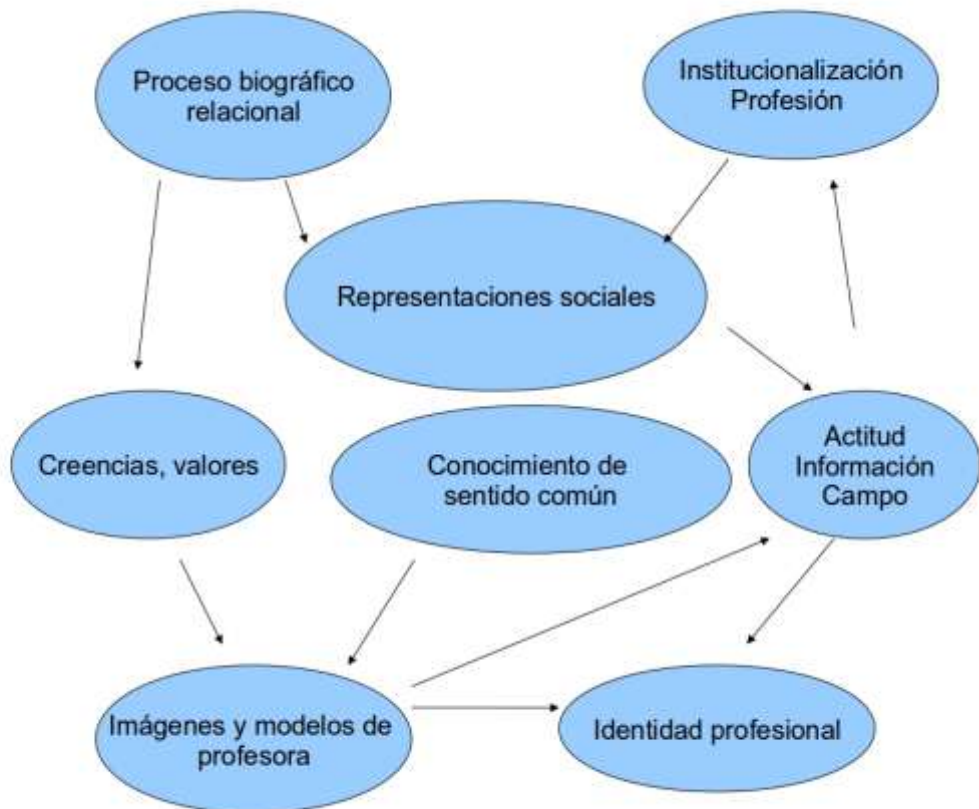 Proceso biográfico
relacional
Institucionalización
Profesión
Representaciones sociales
Creencias, valores
Conocimiento de
sentido común
Actitud
Información
Campo
Imágenes y modelos de
profesora
Identidad profesional